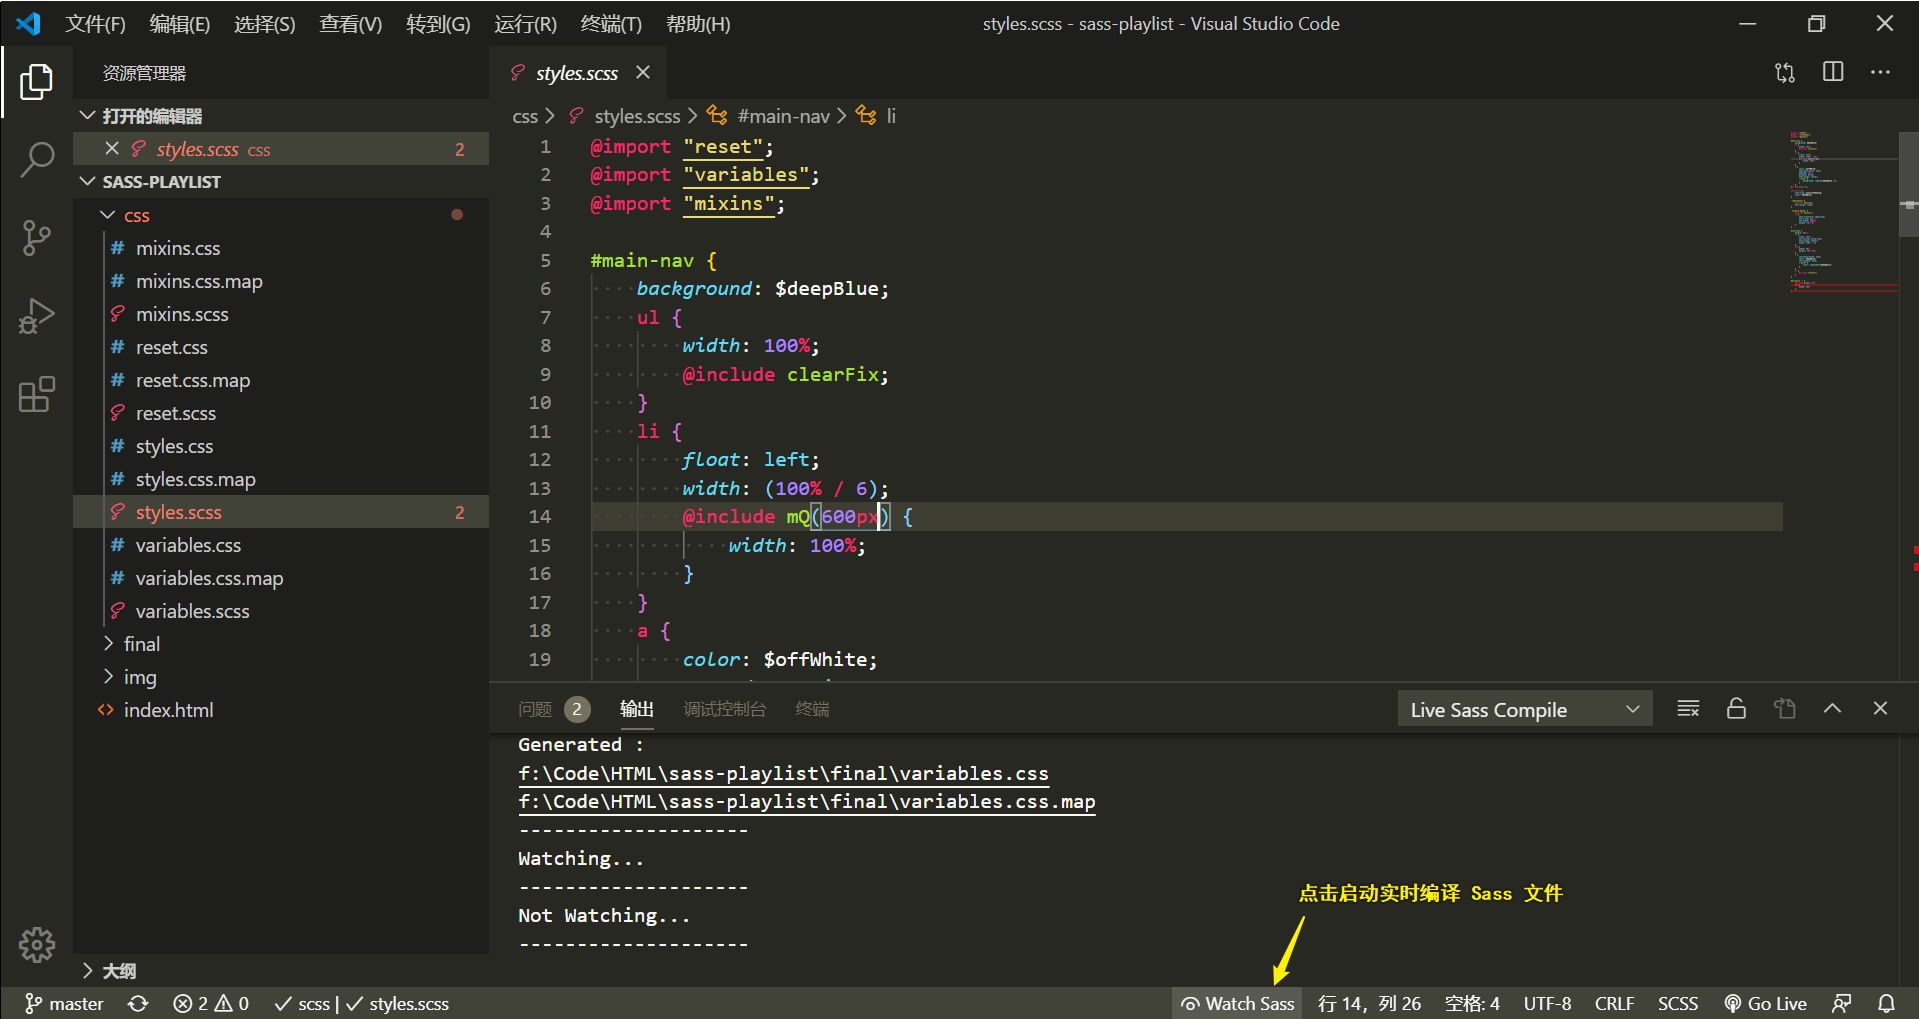 文件(F) 编辑(E) 选择(S) 查看(V) 转到(G) 运行(R) 终端(T) 帮助(H) styles.scss - sass-playlist - Visual Studio Code
资源管理器
打开的编辑器
styles.scss css 2
SASS-PLAYLIST
css
mixins.css
mixins.css.map
mixins.scss
reset.css
reset.css.map
reset.scss
styles.css
styles.css.map
styles.scss 2
variables.css
variables.css.map
variables.scss
final
img
index.html
大纲
styles.scss
css styles.scss #main-nav li
1 @import "reset";
2 @import "variables";
3 @import "mixins";
4
5 #main-nav {
6 background: $deepBlue;
7 ul {
8 width: 100%;
9 @include clearFix;
10 }
11 li {
12 float: left;
13 width: (100% / 6);
14 @include mQ(600px) {
15 width: 100%;
16 }
17 }
18 a {
19 color: $offWhite;
问题 2 输出 调试控制台 终端 Live Sass Compile
Generated :
f:\Code\HTML\sass-playlist\final\variables.css
f:\Code\HTML\sass-playlist\final\variables.css.map
--------------------
Watching...
--------------------
Not Watching...
--------------------
点击启动实时编译 Sass 文件
master 2 0 scss | styles.scss Watch Sass 行 14，列 26 空格: 4 UTF-8 CRLF SCSS Go Live